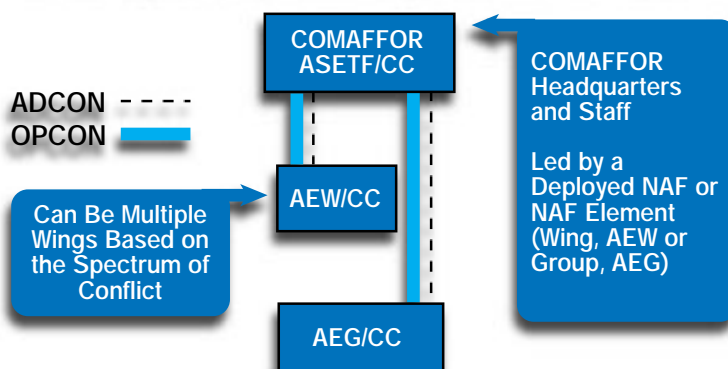 COMAFFOR
ASETF/CC
ADCON
OPCON
COMAFFOR
Headquarters
and Staff
Led by a
Deployed NAF or
NAF Element
(Wing, AEW or
Group, AEG)
AEW/CC
Can Be Multiple
Wings Based on
the Spectrum of
Conflict
AEG/CC